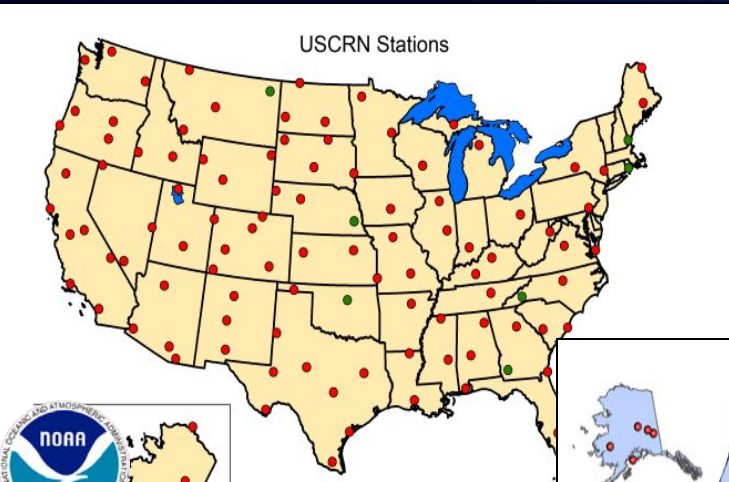 USCRN Stations
NATIONAL OCEANIC AND ATMOSPHERIC ADMINISTRATION
NOAA